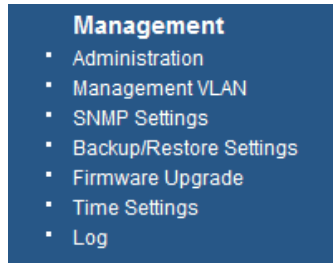 Management
Administration
Management VLAN
SNMP Settings
Backup/Restore Settings
Firmware Upgrade
Time Settings
Log